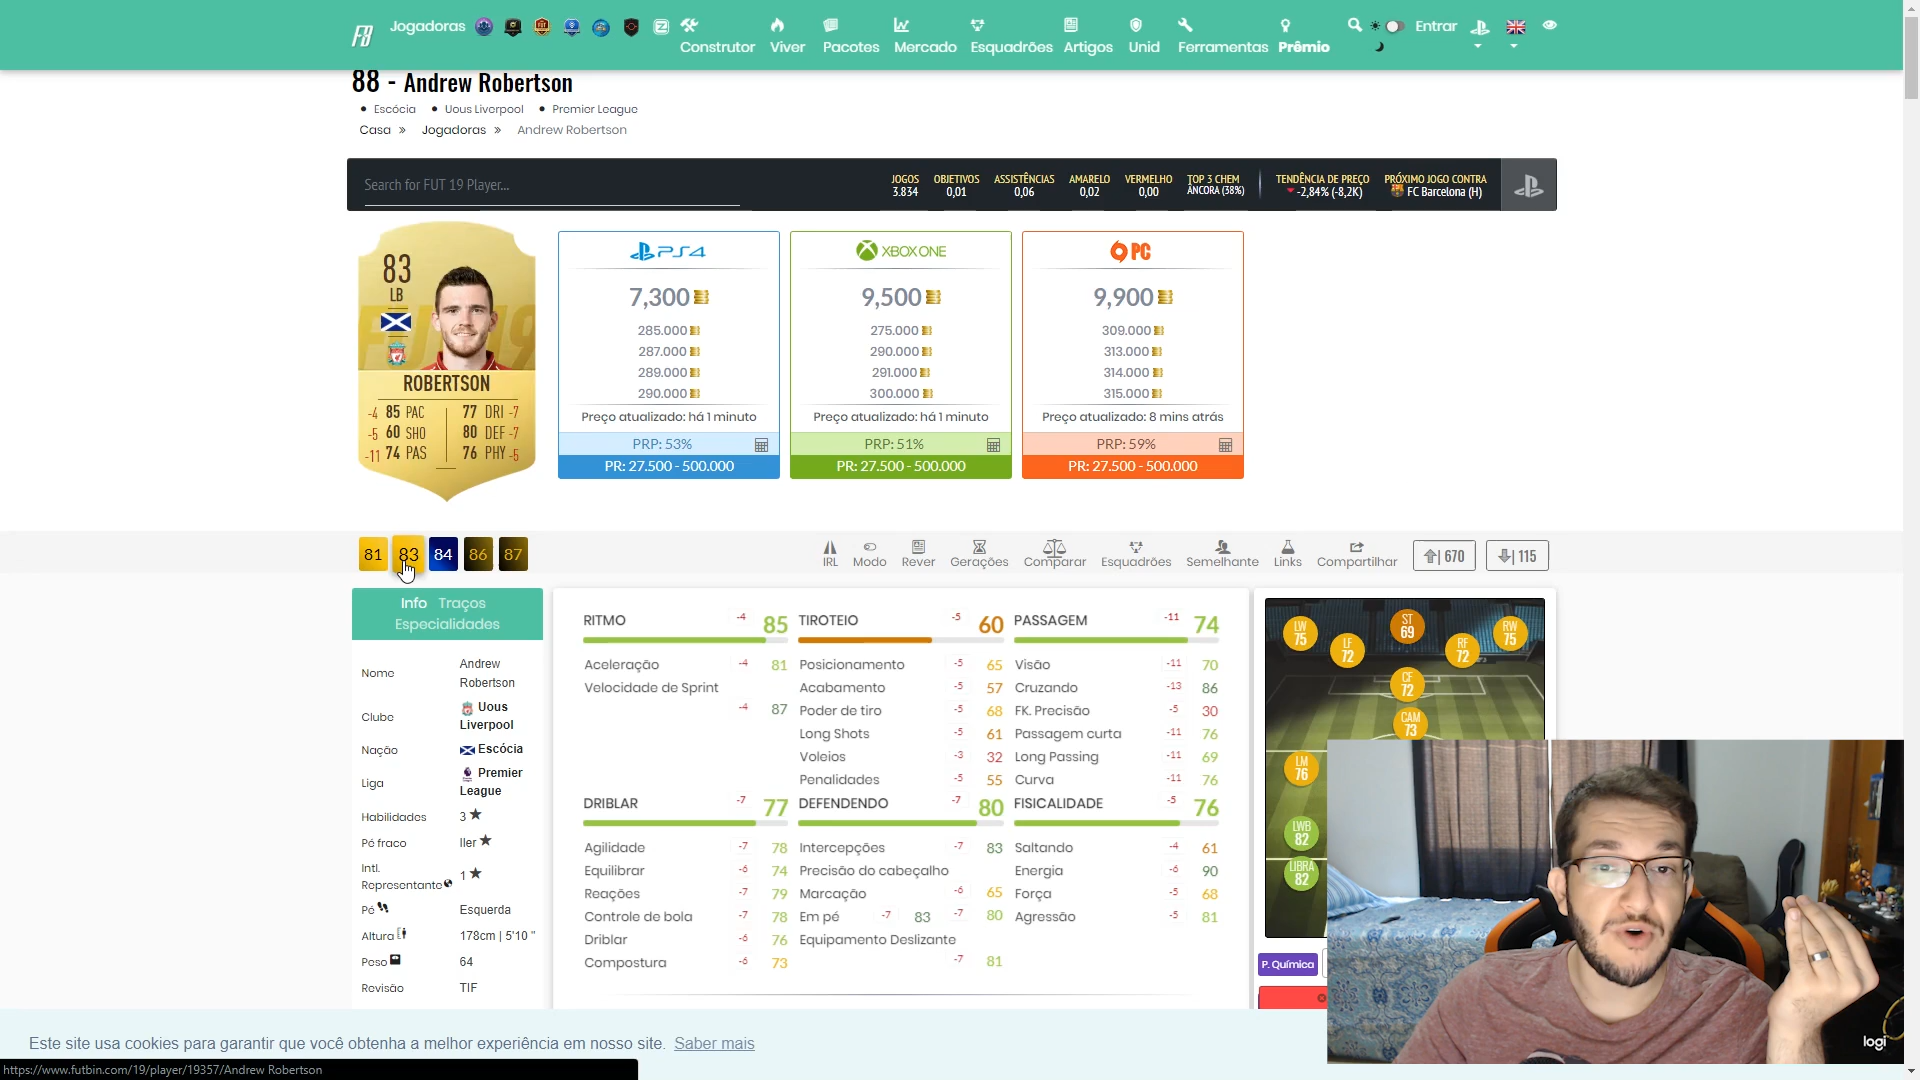 Jogadoras
Construtor
Viver
Pacotes
Mercado
Esquadrões
Artigos
Unid
Ferramentas
Prêmio
Entrar
88 - Andrew Robertson
Escócia
Uous Liverpool
Premier League
Casa »
Jogadoras »
Andrew Robertson
Search for FUT 19 Player...
JOGOS
3.834
OBJETIVOS
0,01
ASSISTÊNCIAS
0,06
AMARELO
0,02
VERMELHO
0,00
TOP 3 CHEM
ÂNCORA (38%)
TENDÊNCIA DE PREÇO
-2,84% (-8,2K)
PRÓXIMO JOGO CONTRA
FC Barcelona (H)
83
LB
FUT 19
ROBERTSON
-4 85 PAC
77 DRI -7
-5 60 SHO
80 DEF -7
-11 74 PAS
76 PHY -5
PS4
7,300
285.000
287.000
289.000
290.000
Preço atualizado: há 1 minuto
PRP: 53%
PR: 27.500 - 500.000
XBOX ONE
9,500
275.000
290.000
291.000
300.000
Preço atualizado: há 1 minuto
PRP: 51%
PR: 27.500 - 500.000
PC
9,900
309.000
313.000
314.000
315.000
Preço atualizado: 8 mins atrás
PRP: 59%
PR: 27.500 - 500.000
81
83
84
86
87
IRL
Modo
Rever
Gerações
Comparar
Esquadrões
Semelhante
Links
Compartilhar
| 670
| 115
Info Traços
Especialidades
Nome
Andrew
Robertson
Clube
Uous
Liverpool
Nação
Escócia
Liga
Premier
League
Habilidades
3
Pé fraco
Iler
Intl.
Representante
1
Pé
Esquerda
Altura
178cm | 5'10 "
Peso
64
Revisão
TIF
RITMO -4 85
Aceleração -4 81
Velocidade de Sprint
-4 87
TIROTEIO -5 60
Posicionamento -5 65
Acabamento -5 57
Poder de tiro -5 68
Long Shots -5 61
Voleios -3 32
Penalidades -5 55
PASSAGEM -11 74
Visão -11 70
Cruzando -13 86
FK. Precisão -5 30
Passagem curta -11 76
Long Passing -11 69
Curva -11 76
DRIBLAR -7 77
Agilidade -7 78
Equilibrar -6 74
Reações -7 79
Controle de bola -7 78
Driblar -6 76
Compostura -6 73
DEFENDENDO -7 80
Intercepções -7 83
Precisão do cabeçalho
Marcação -6 65
Em pé -7 83 -7 80
Equipamento Deslizante
-7 81
FISICALIDADE -5 76
Saltando -4 61
Energia -6 90
Força -5 68
Agressão -5 81
LW
75
LF
72
ST
69
RF
72
RW
75
CF
72
CAM
73
LM
76
LWB
82
LIBRA
82
P. Química
logi
Este site usa cookies para garantir que você obtenha a melhor experiência em nosso site. Saber mais
https://www.futbin.com/19/player/19357/Andrew Robertson